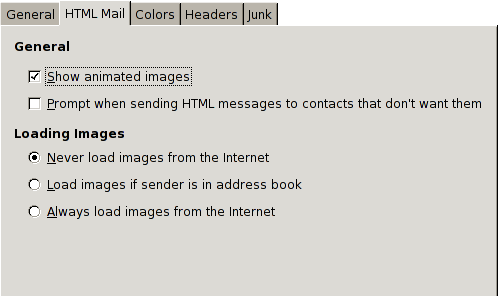 General HTML Mail Colors Headers Junk
General
Show animated images
Prompt when sending HTML messages to contacts that don't want them
Loading Images
Never load images from the Internet
Load images if sender is in address book
Always load images from the Internet